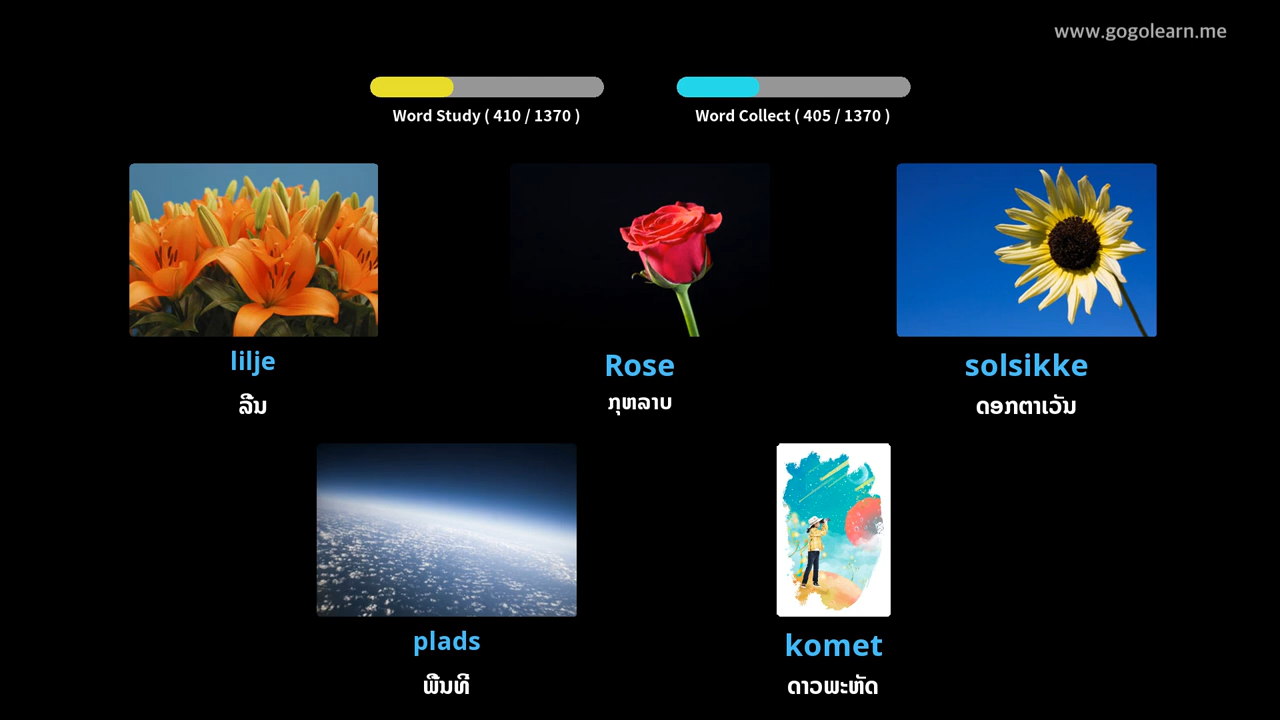 www.gogolearn.me
Word Study ( 410 / 1370 )
Word Collect ( 405 / 1370 )
lilje
ລືນ
Rose
ກຸຫລາບ
solsikke
ດອກຕາເວັນ
plads
ພື້ນທີ່
komet
ດາວພະຫັດ